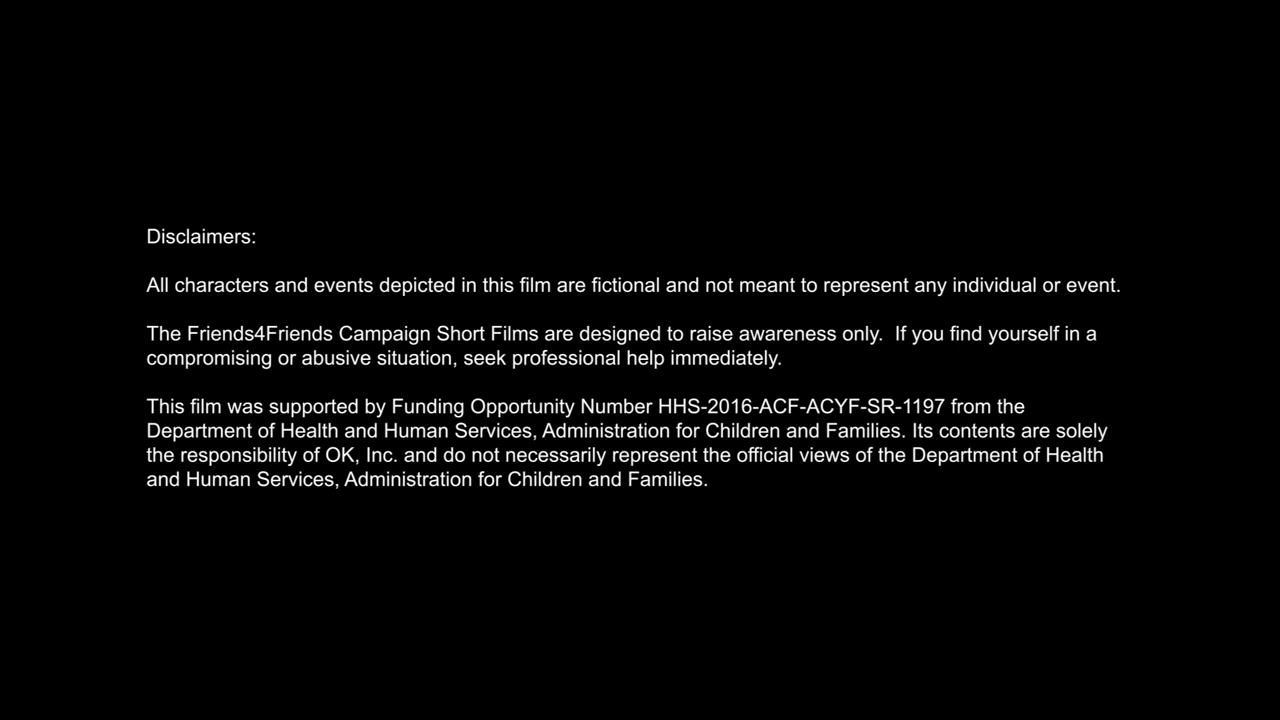 Disclaimers:
All characters and events depicted in this film are fictional and not meant to represent any individual or event.
The Friends4Friends Campaign Short Films are designed to raise awareness only.  If you find yourself in a
compromising or abusive situation, seek professional help immediately.
This film was supported by Funding Opportunity Number HHS-2016-ACF-ACYF-SR-1197 from the
Department of Health and Human Services, Administration for Children and Families. Its contents are solely
the responsibility of OK, Inc. and do not necessarily represent the official views of the Department of Health
and Human Services, Administration for Children and Families.